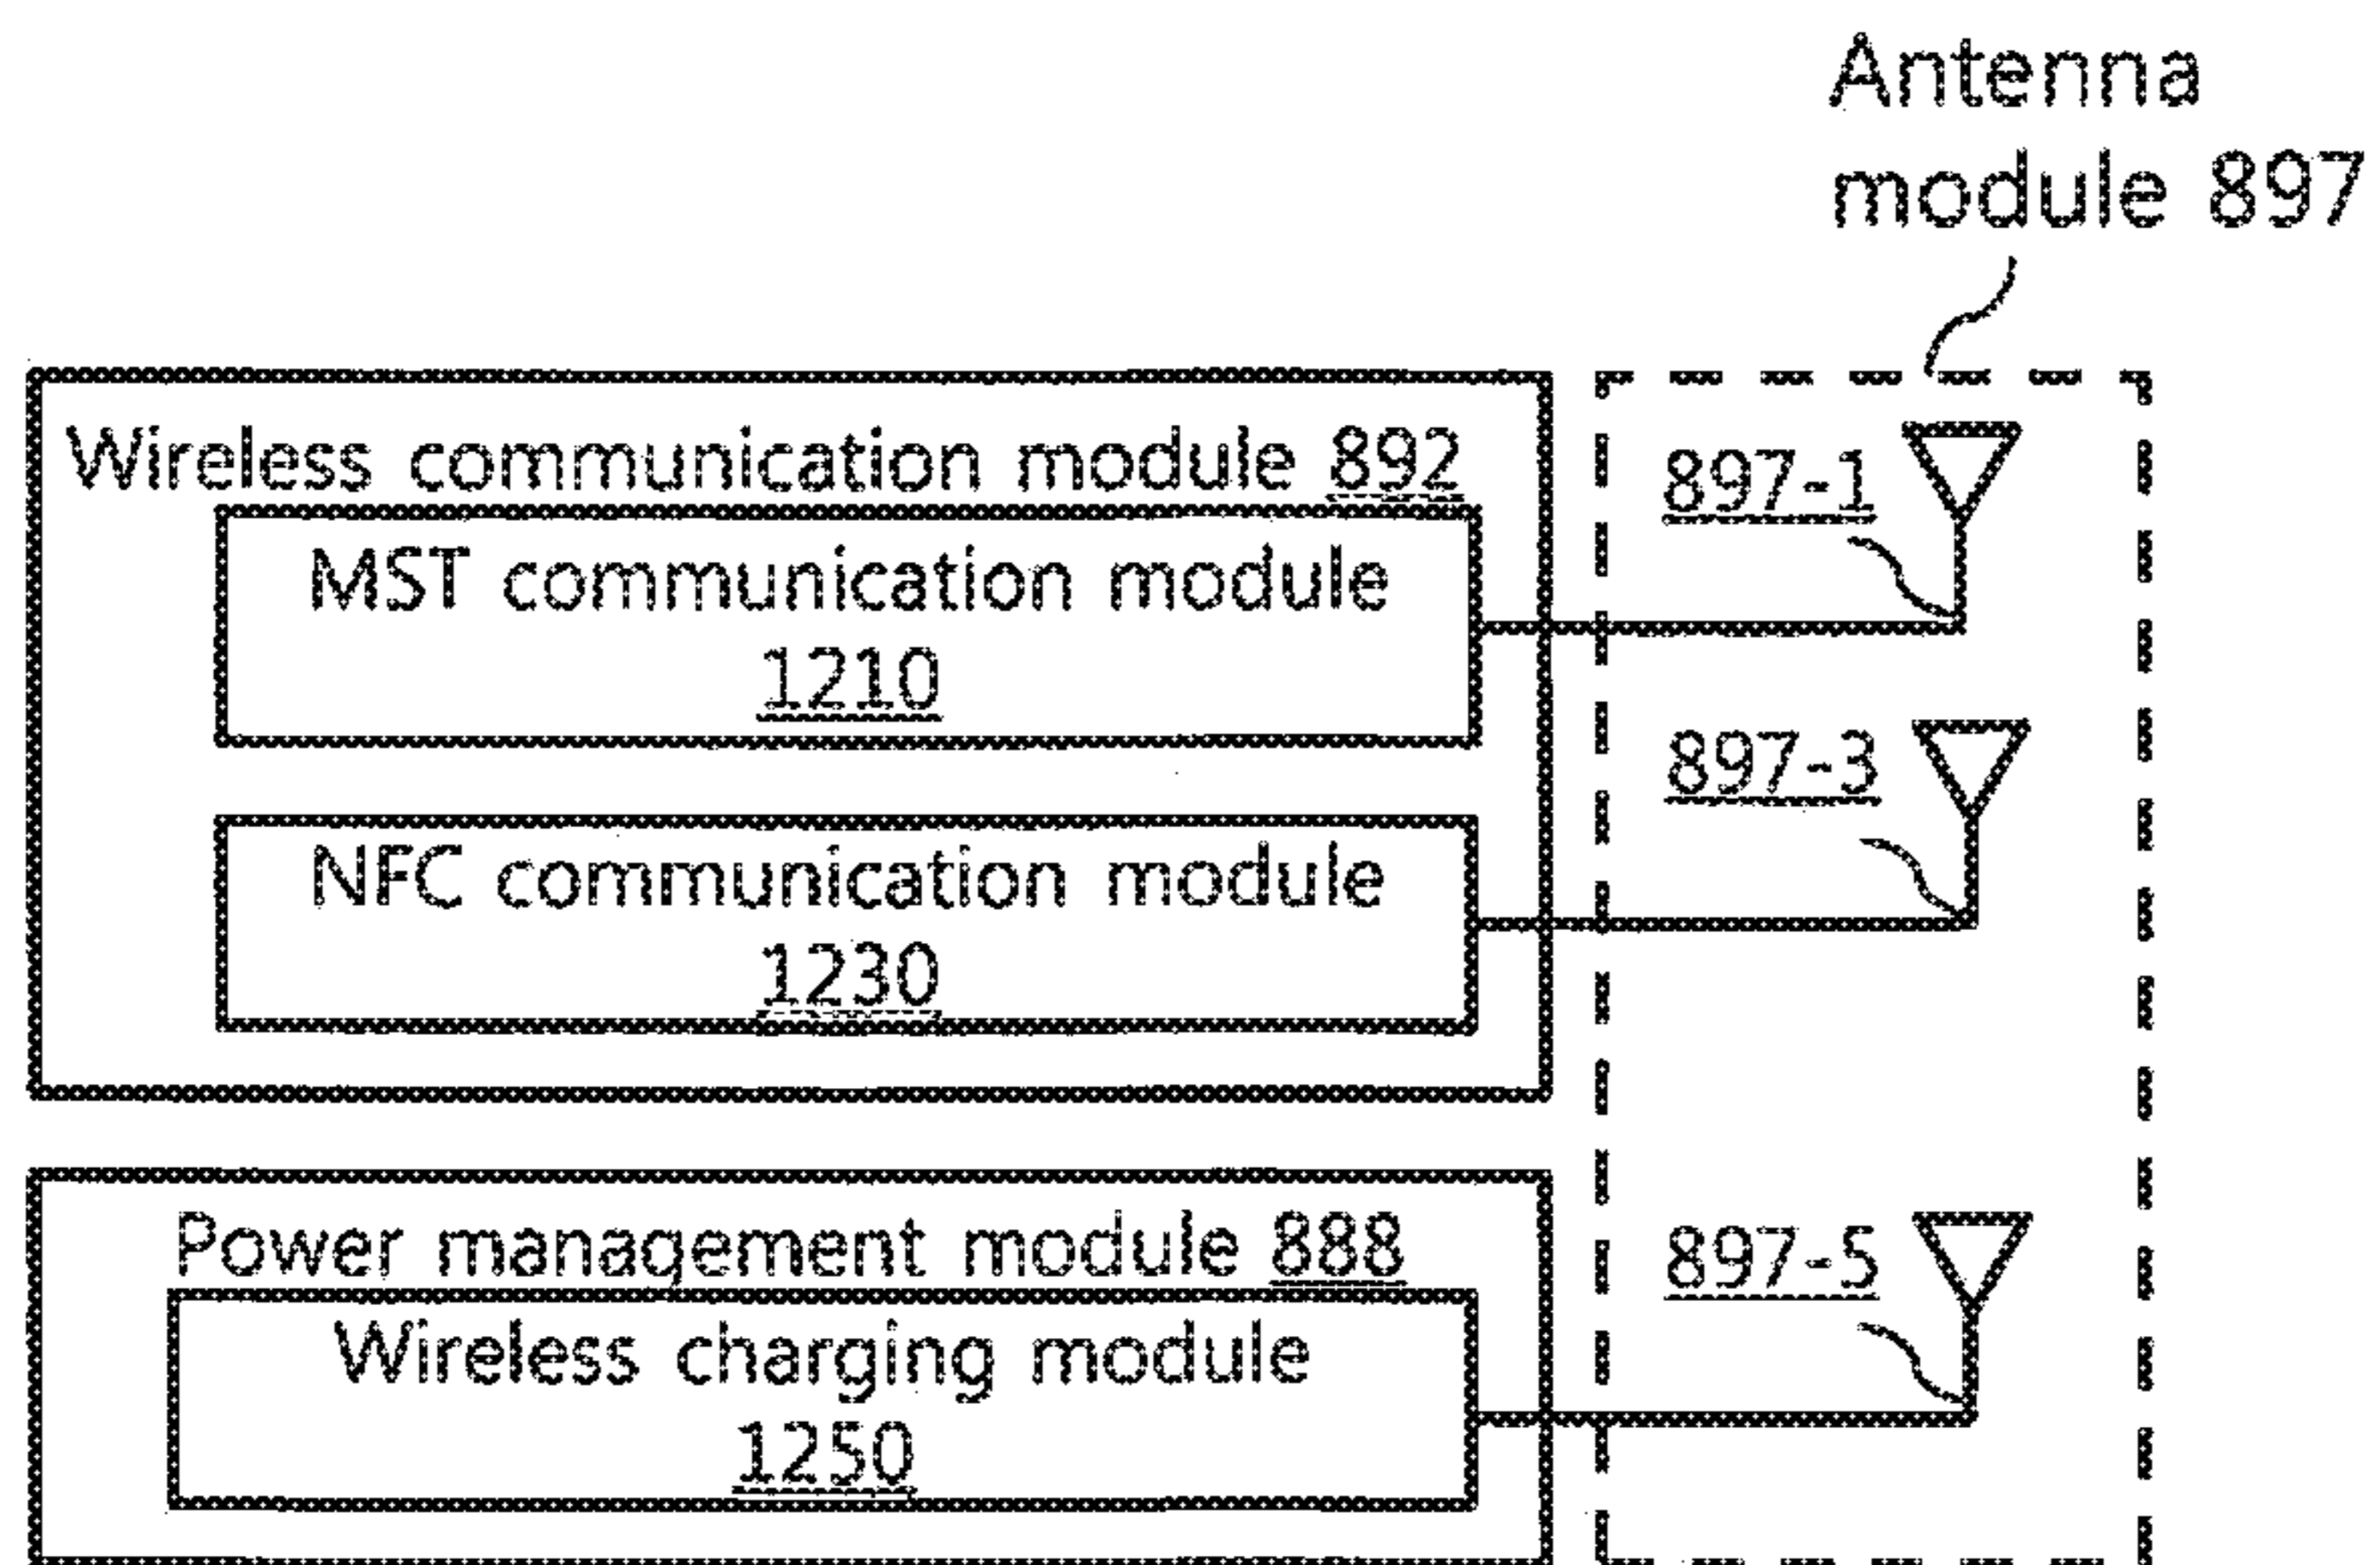 Antenna
module 897
Wireless communication module 892
897-1
MST communication module
1210
897-3
NFC communication module
1230
Power management module 888
897-5
Wireless charging module
1250